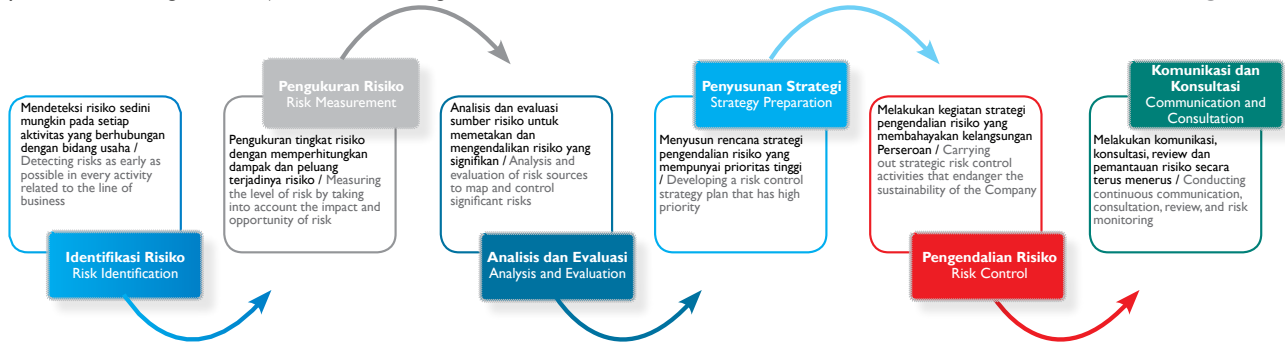 Mendeteksi risiko sedini
mungkin pada setiap
aktivitas yang berhubungan
dengan bidang usaha /
Detecting risks as early as
possible in every activity
related to the line of
business
Identifikasi Risiko
Risk Identification
Pengukuran Risiko
Risk Measurement
Pengukuran tingkat risiko
dengan memperhitungkan
dampak dan peluang
terjadinya risiko / Measuring
the level of risk by taking
into account the impact and
opportunity of risk
Analisis dan evaluasi
sumber risiko untuk
memetakan dan
mengendalikan risiko yang
signifikan / Analysis and
evaluation of risk sources
to map and control
significant risks
Analisis dan Evaluasi
Analysis and Evaluation
Penyusunan Strategi
Strategy Preparation
Menyusun rencana strategi
pengendalian risiko yang
mempunyai prioritas tinggi
/ Developing a risk control
strategy plan that has high
priority
Melakukan kegiatan strategi
pengendalian risiko yang
membahayakan kelangsungan
Perseroan / Carrying
out strategic risk control
activities that endanger the
sustainability of the Company
Pengendalian Risiko
Risk Control
Komunikasi dan
Konsultasi
Communication and
Consultation
Melakukan komunikasi,
konsultasi, review dan
pemantauan risiko secara
terus menerus / Conducting
continuous communication,
consultation, review, and risk
monitoring